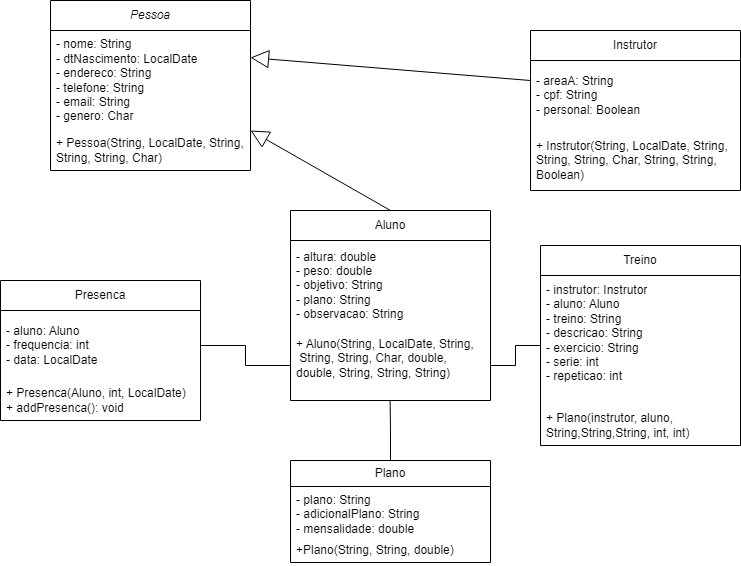 Pessoa
- nome: String
- dtNascimento: LocalDate
- endereco: String
- telefone: String
- email: String
- genero: Char
+ Pessoa(String, LocalDate, String,
String, String, Char)
Instrutor
- areaA: String
- cpf: String
- personal: Boolean
+ Instrutor(String, LocalDate, String,
String, String, Char, String, String,
Boolean)
Aluno
- altura: double
- peso: double
- objetivo: String
- plano: String
- observacao: String
+ Aluno(String, LocalDate, String,
String, String, Char, double,
double, String, String, String)
Treino
- instrutor: Instrutor
- aluno: Aluno
- treino: String
- descricao: String
- exercicio: String
- serie: int
- repeticao: int
+ Plano(instrutor, aluno,
String,String,String, int, int)
Presenca
- aluno: Aluno
- frequencia: int
- data: LocalDate
+ Presenca(Aluno, int, LocalDate)
+ addPresenca(): void
Plano
- plano: String
- adicionalPlano: String
- mensalidade: double
+Plano(String, String, double)